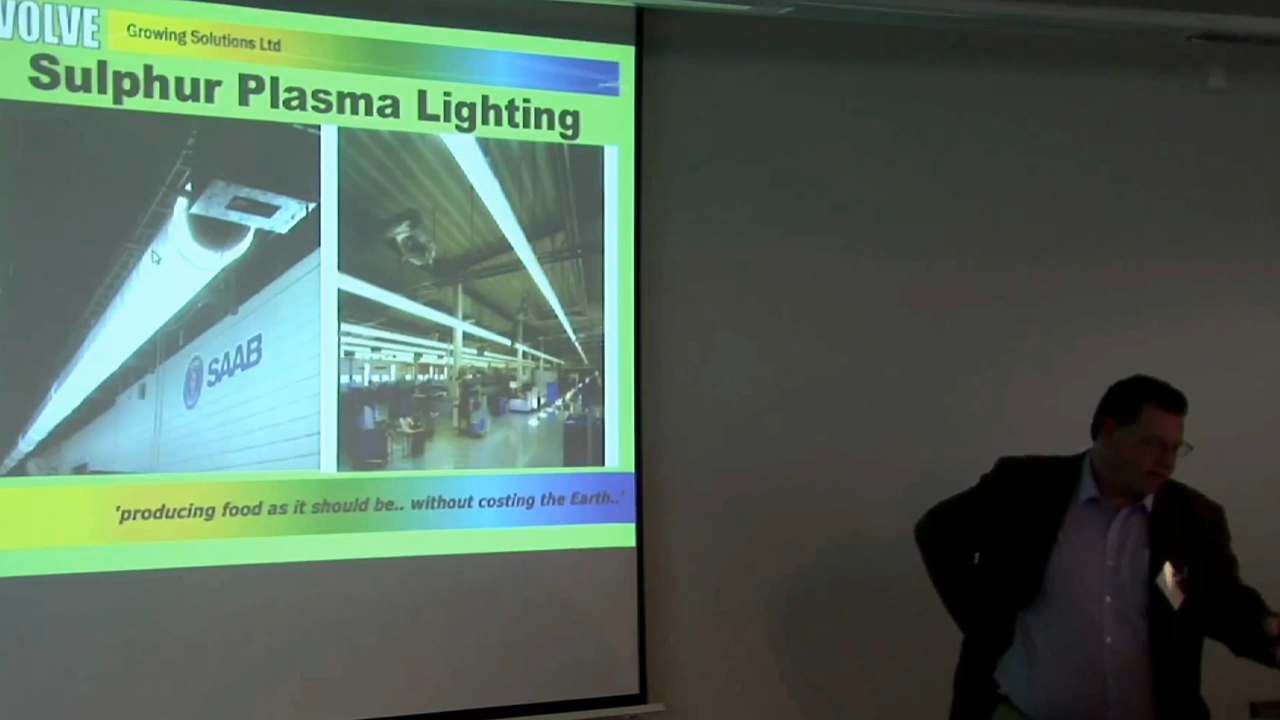 VOLVE
Growing Solutions Ltd
Sulphur Plasma Lighting
SAAB
'producing food as it should be.. without costing the Earth..'